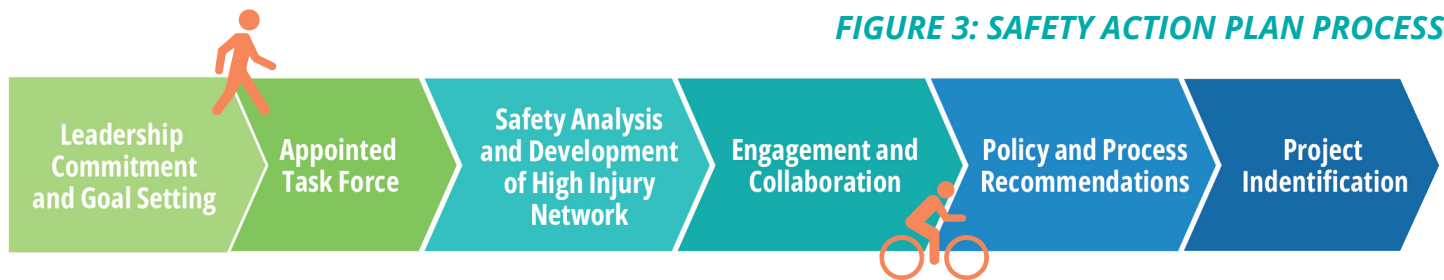 FIGURE 3: SAFETY ACTION PLAN PROCESS
Leadership
Commitment
and Goal Setting
Appointed
Task Force
Safety Analysis
and Development
of High Injury
Network
Engagement and
Collaboration
Policy and Process
Recommendations
Project
Indentification